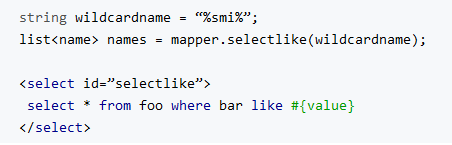 string wildcardname = “%smi%”;
list<name> names = mapper.selectlike(wildcardname);
<select id=”selectlike”>
select * from foo where bar like #{value}
</select>